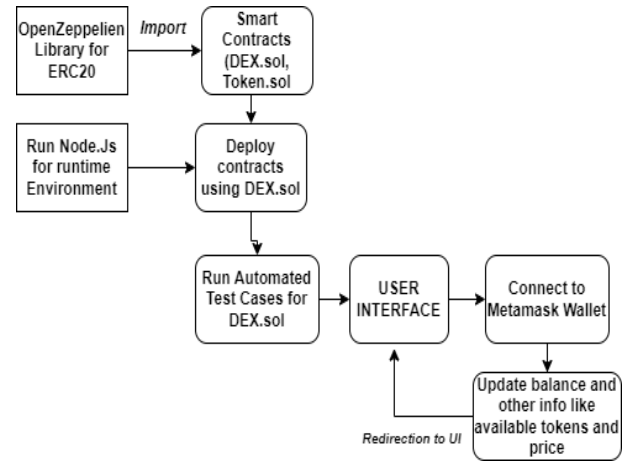 OpenZeppelien
Library for
ERC20
Import
Smart
Contracts
(DEX.sol,
Token.sol
Run Node.Js
for runtime
Environment
Deploy
contracts
using DEX.sol
Run Automated
Test Cases for
DEX.sol
USER
INTERFACE
Connect to
Metamask Wallet
Update balance and
other info like
available tokens and
price
Redirection to UI